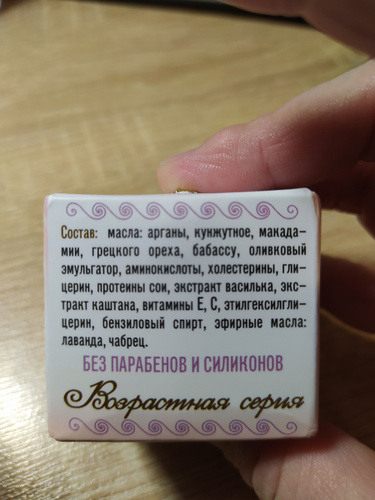 Состав: масла: арганы, кунжутное, макада-
мии, грецкого ореха, бабассу, оливковый
эмульгатор, аминокислоты, холестерины, гли-
церин, протеины сои, экстракт василька, экс-
тракт каштана, витамины Е, С, этилгексилгли-
церин, бензиловый спирт, эфирные масла:
лаванда, чабрец.
БЕЗ ПАРАБЕНОВ И СИЛИКОНОВ
Возрастная серия